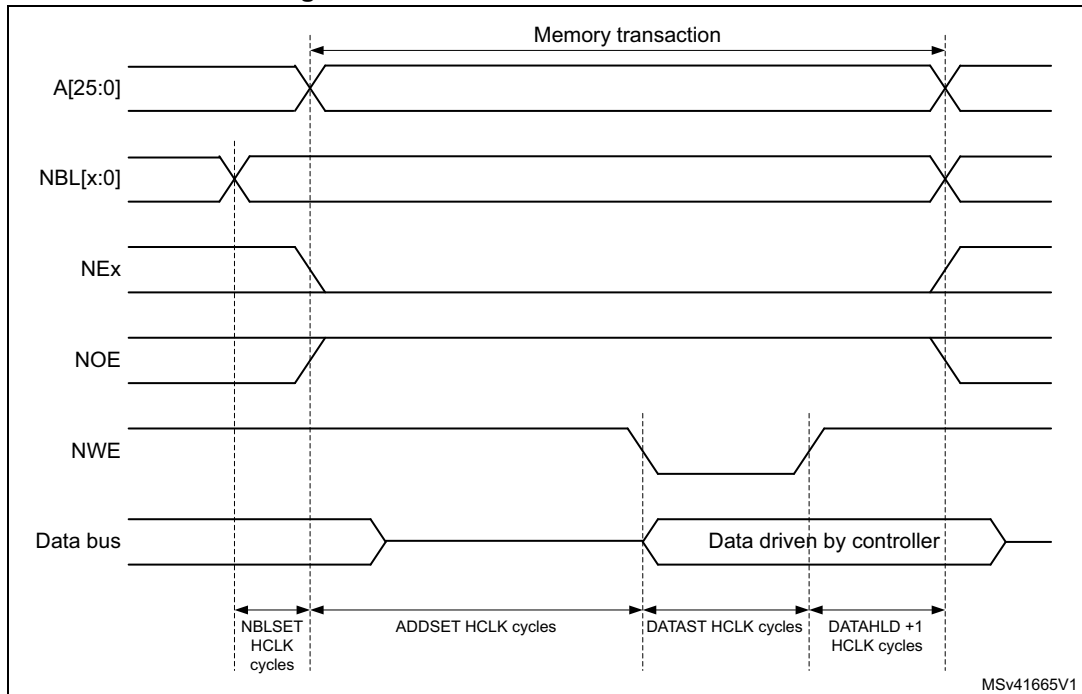 Memory transaction
A[25:0]
NBL[x:0]
NEx
NOE
NWE
Data bus
Data driven by controller
NBLSET
HCLK
cycles
ADDSET HCLK cycles
DATAST HCLK cycles
DATAHLD +1
HCLK cycles
MSv41665V1